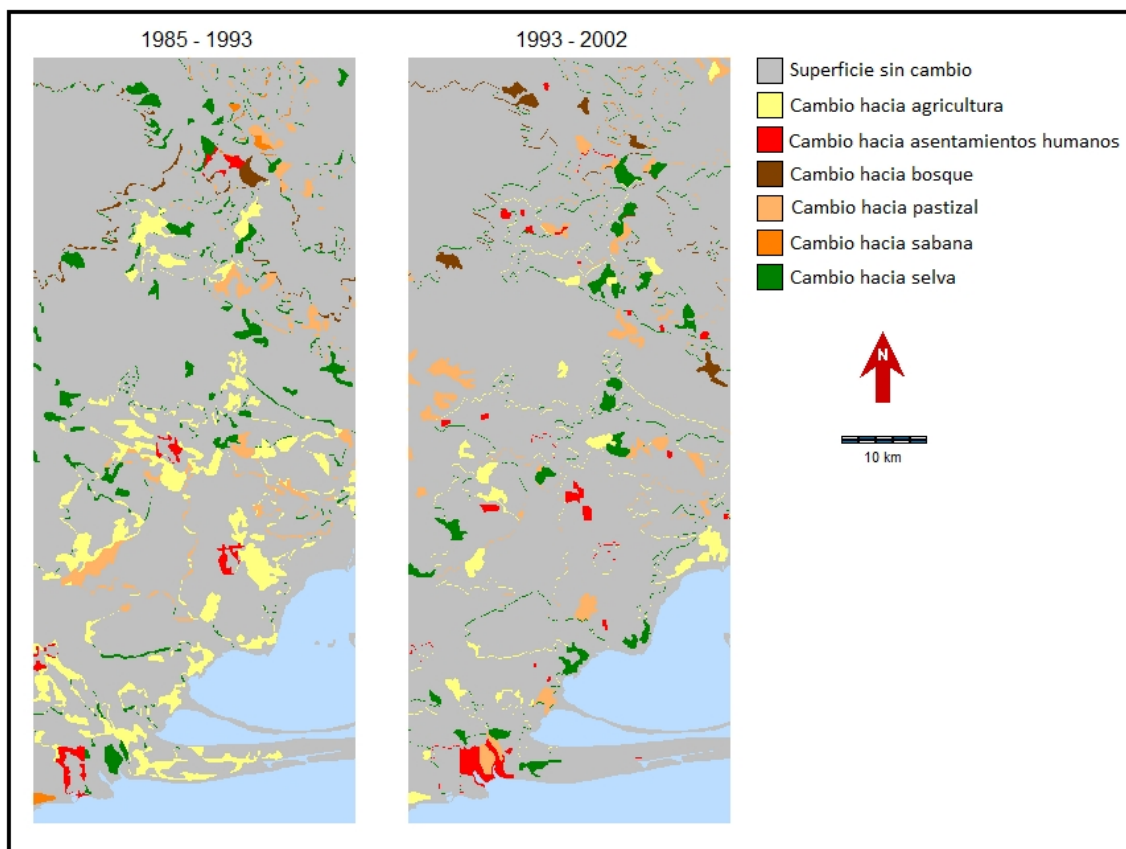 1985 - 1993
1993 - 2002
Superficie sin cambio
Cambio hacia agricultura
Cambio hacia asentamientos humanos
Cambio hacia bosque
Cambio hacia pastizal
Cambio hacia sabana
Cambio hacia selva
N
10 km